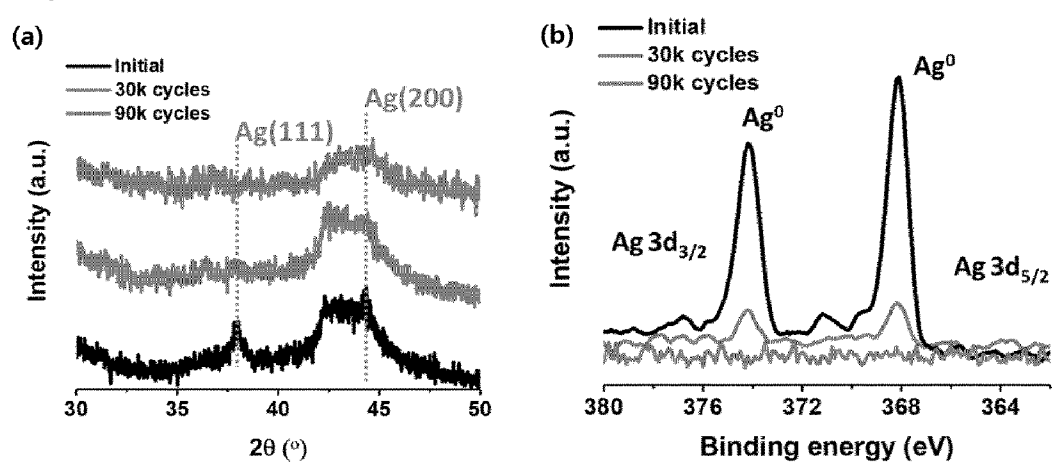 (a)
Initial
30k cycles
90k cycles
Ag(111)
Ag(200)
Intensity (a.u.)
30
35
40
45
50
2θ (°)
(b)
Initial
30k cycles
90k cycles
Ag⁰
Ag⁰
Ag 3d₃/₂
Ag 3d₅/₂
Intensity (a.u.)
380
376
372
368
364
Binding energy (eV)